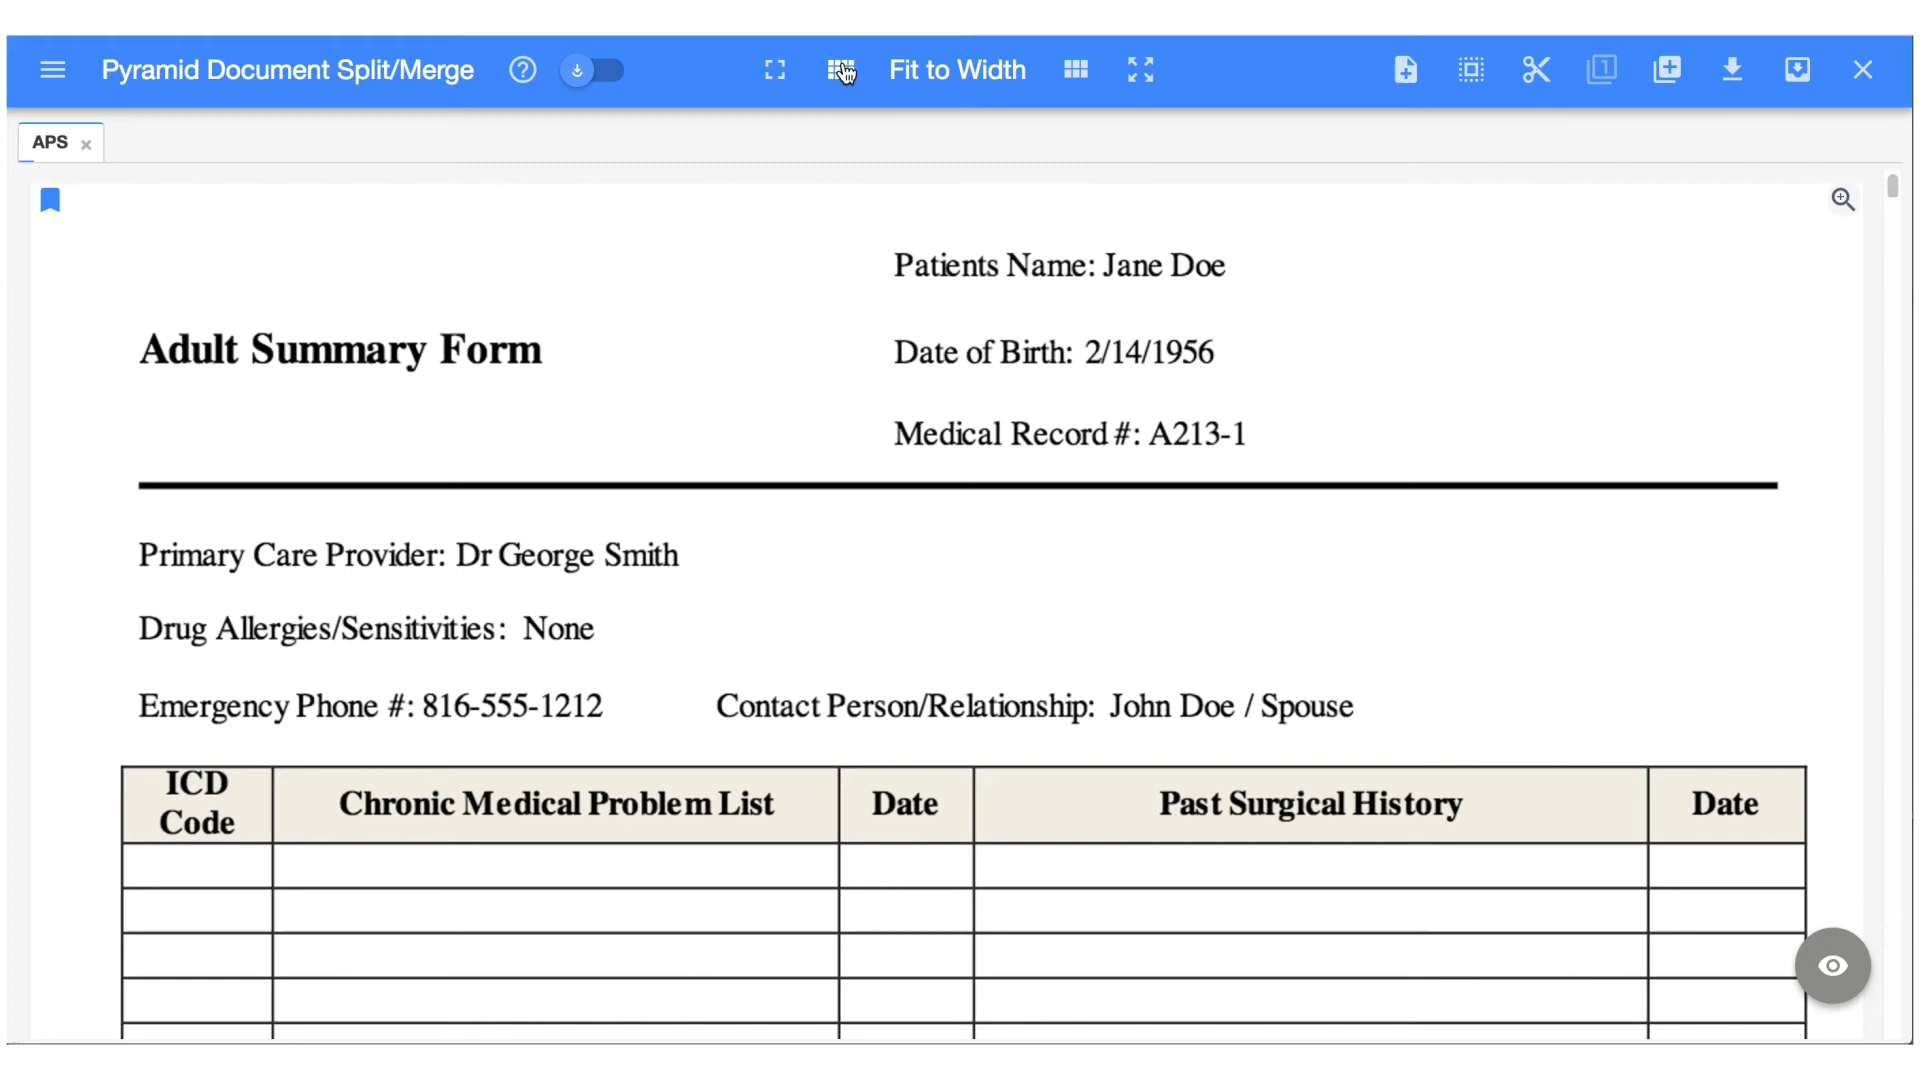 Pyramid Document Split/Merge
Fit to Width
1
APS
Patients Name: Jane Doe
Adult Summary Form
Date of Birth: 2/14/1956
Medical Record #: A213-1
Primary Care Provider: Dr George Smith
Drug Allergies/Sensitivities: None
Emergency Phone #: 816-555-1212 Contact Person/Relationship: John Doe / Spouse
ICD Code Chronic Medical Problem List Date Past Surgical History Date